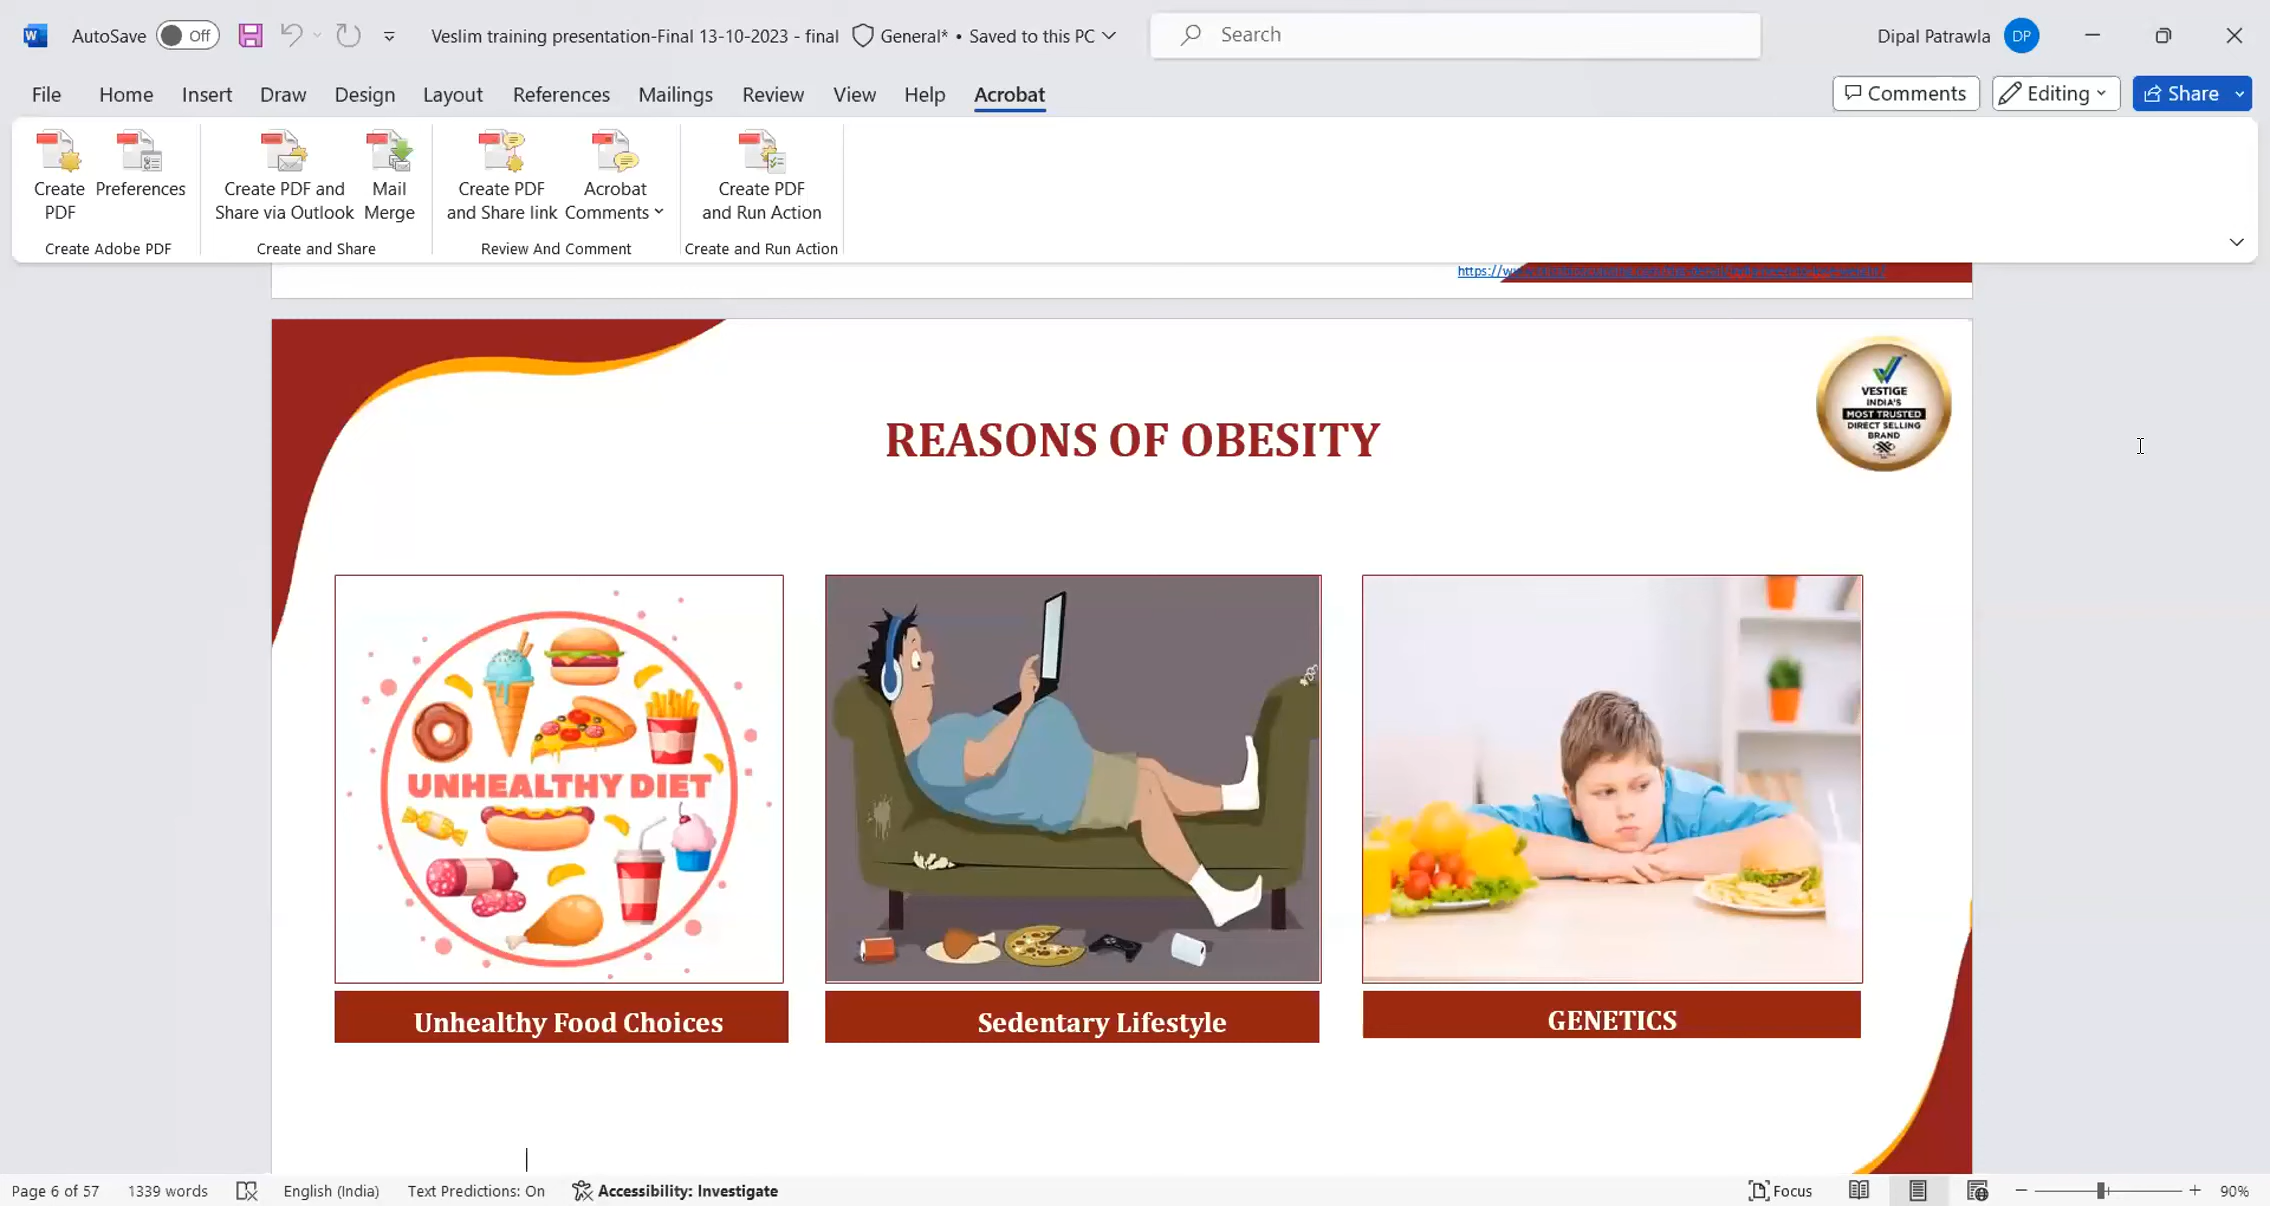 AutoSave Off Veslim training presentation-Final 13-10-2023 - final General* • Saved to this PC Search Dipal Patrawla DP
File Home Insert Draw Design Layout References Mailings Review View Help Acrobat Comments Editing Share
Create PDF
Preferences
Create PDF and Share via Outlook
Mail Merge
Create PDF and Share link
Acrobat Comments
Create PDF and Run Action
Create Adobe PDF
Create and Share
Review And Comment
Create and Run Action
REASONS OF OBESITY
VESTIGE
INDIA'S
MOST TRUSTED
DIRECT SELLING
BRAND
UNHEALTHY DIET
Unhealthy Food Choices
Sedentary Lifestyle
GENETICS
Page 6 of 57 1339 words English (India) Text Predictions: On Accessibility: Investigate Focus 90%